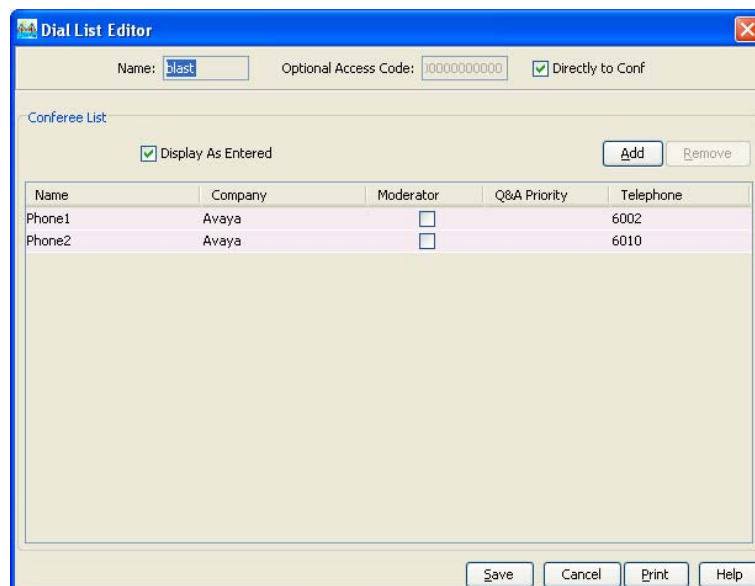 Dial List Editor
Name: blast Optional Access Code: 0000000000 Directly to Conf
Conferee List
Display As Entered Add Remove
Name Company Moderator Q&A Priority Telephone
Phone1 Avaya 6002
Phone2 Avaya 6010
Save Cancel Print Help